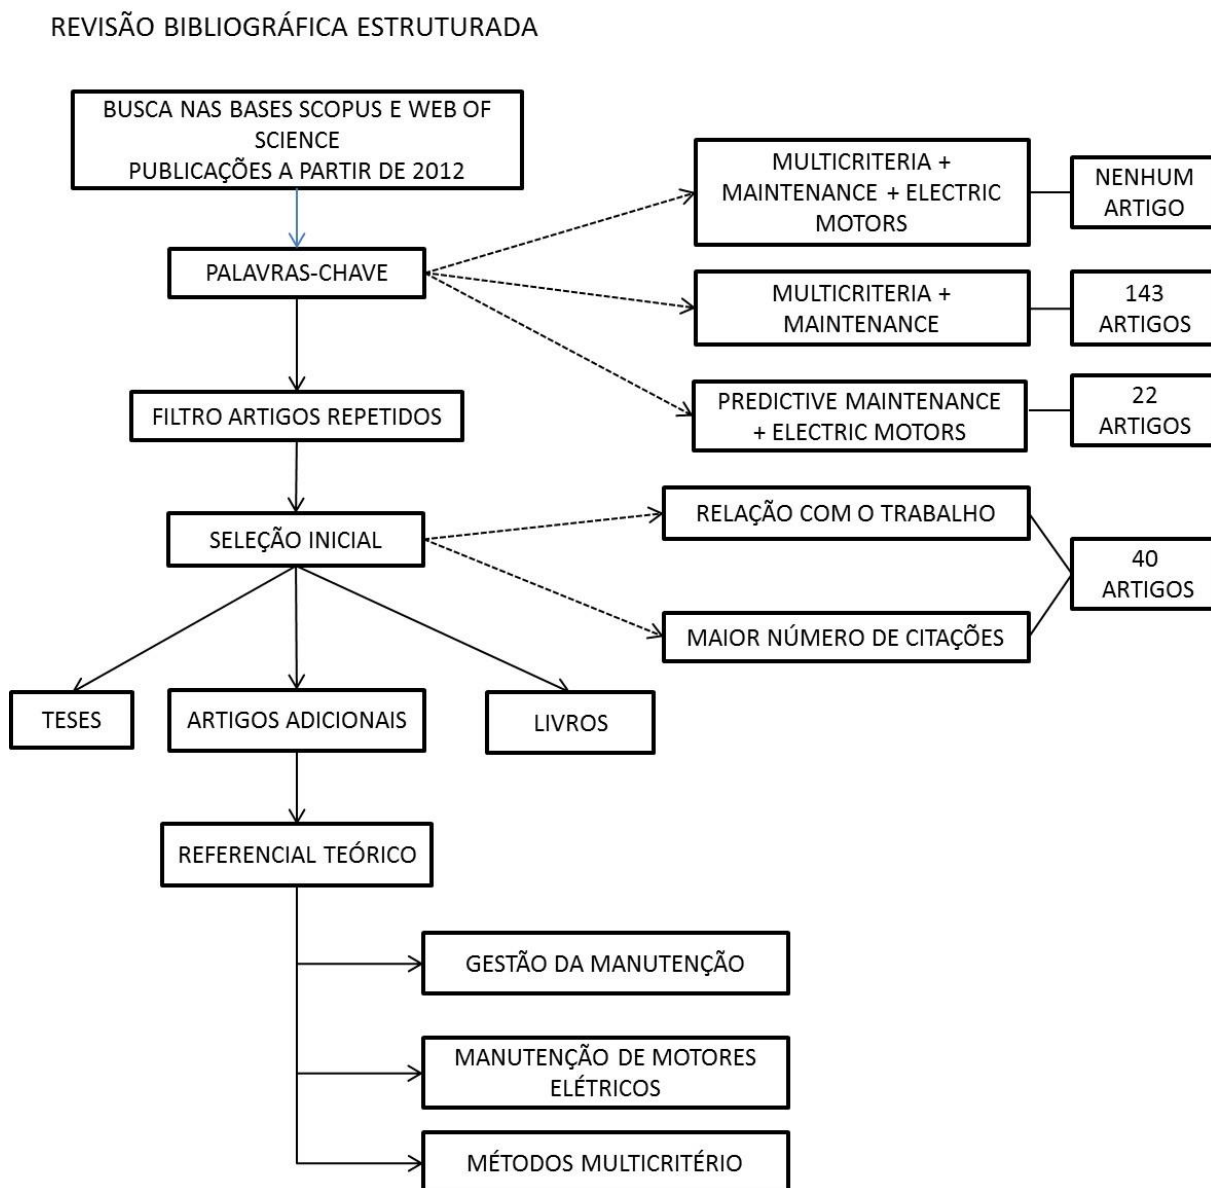 REVISÃO BIBLIOGRÁFICA ESTRUTURADA
BUSCA NAS BASES SCOPUS E WEB OF
SCIENCE
PUBLICAÇÕES A PARTIR DE 2012
MULTICRITERIA +
MAINTENANCE + ELECTRIC
MOTORS
NENHUM
ARTIGO
PALAVRAS-CHAVE
MULTICRITERIA +
MAINTENANCE
143
ARTIGOS
FILTRO ARTIGOS REPETIDOS
PREDICTIVE MAINTENANCE
+ ELECTRIC MOTORS
22
ARTIGOS
SELEÇÃO INICIAL
RELAÇÃO COM O TRABALHO
40
ARTIGOS
MAIOR NÚMERO DE CITAÇÕES
TESES
ARTIGOS ADICIONAIS
LIVROS
REFERENCIAL TEÓRICO
GESTÃO DA MANUTENÇÃO
MANUTENÇÃO DE MOTORES
ELÉTRICOS
MÉTODOS MULTICRITÉRIO